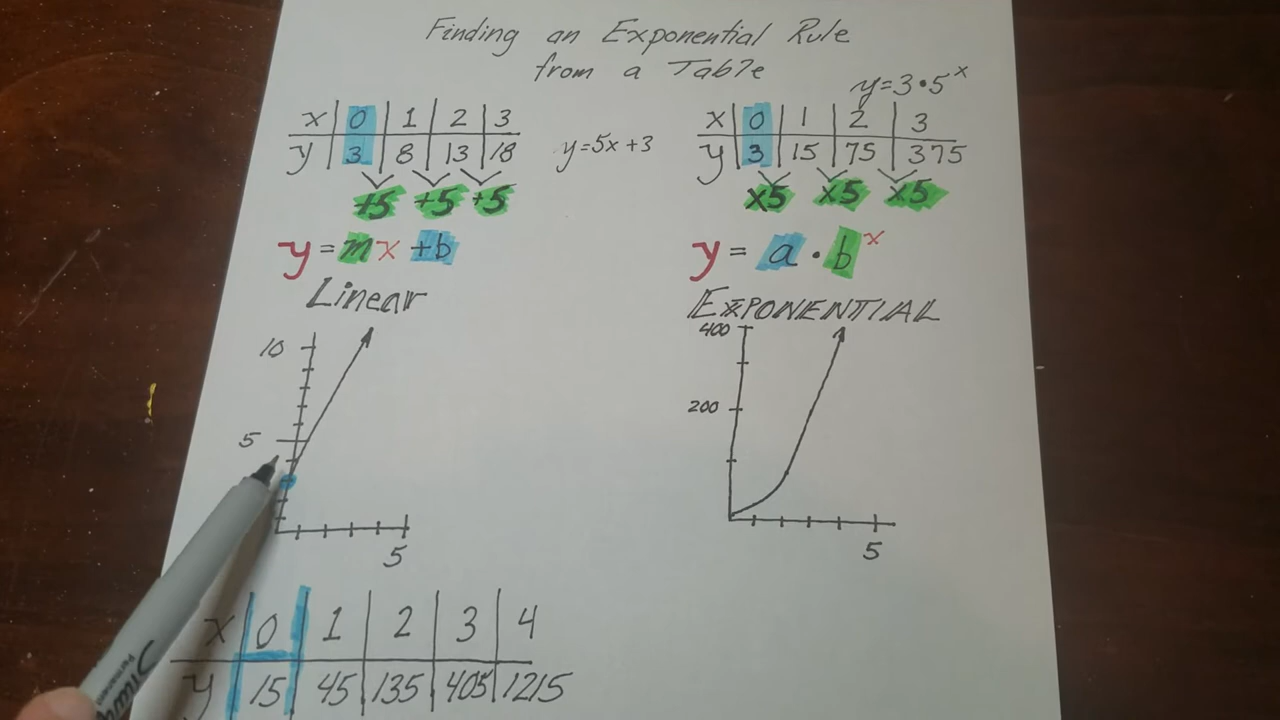 Finding an Exponential Rule
from a Table
y=3•5^x
x 0 1 2 3
y 3 8 13 18
+5 +5 +5
y=5x+3
x 0 1 2 3
y 3 15 75 375
x5 x5 x5
y = mx +b
y = a • b^x
Linear
EXPONENTIAL
10
5
5
400
200
5
x 0 1 2 3 4
y 15 45 135 405 1215